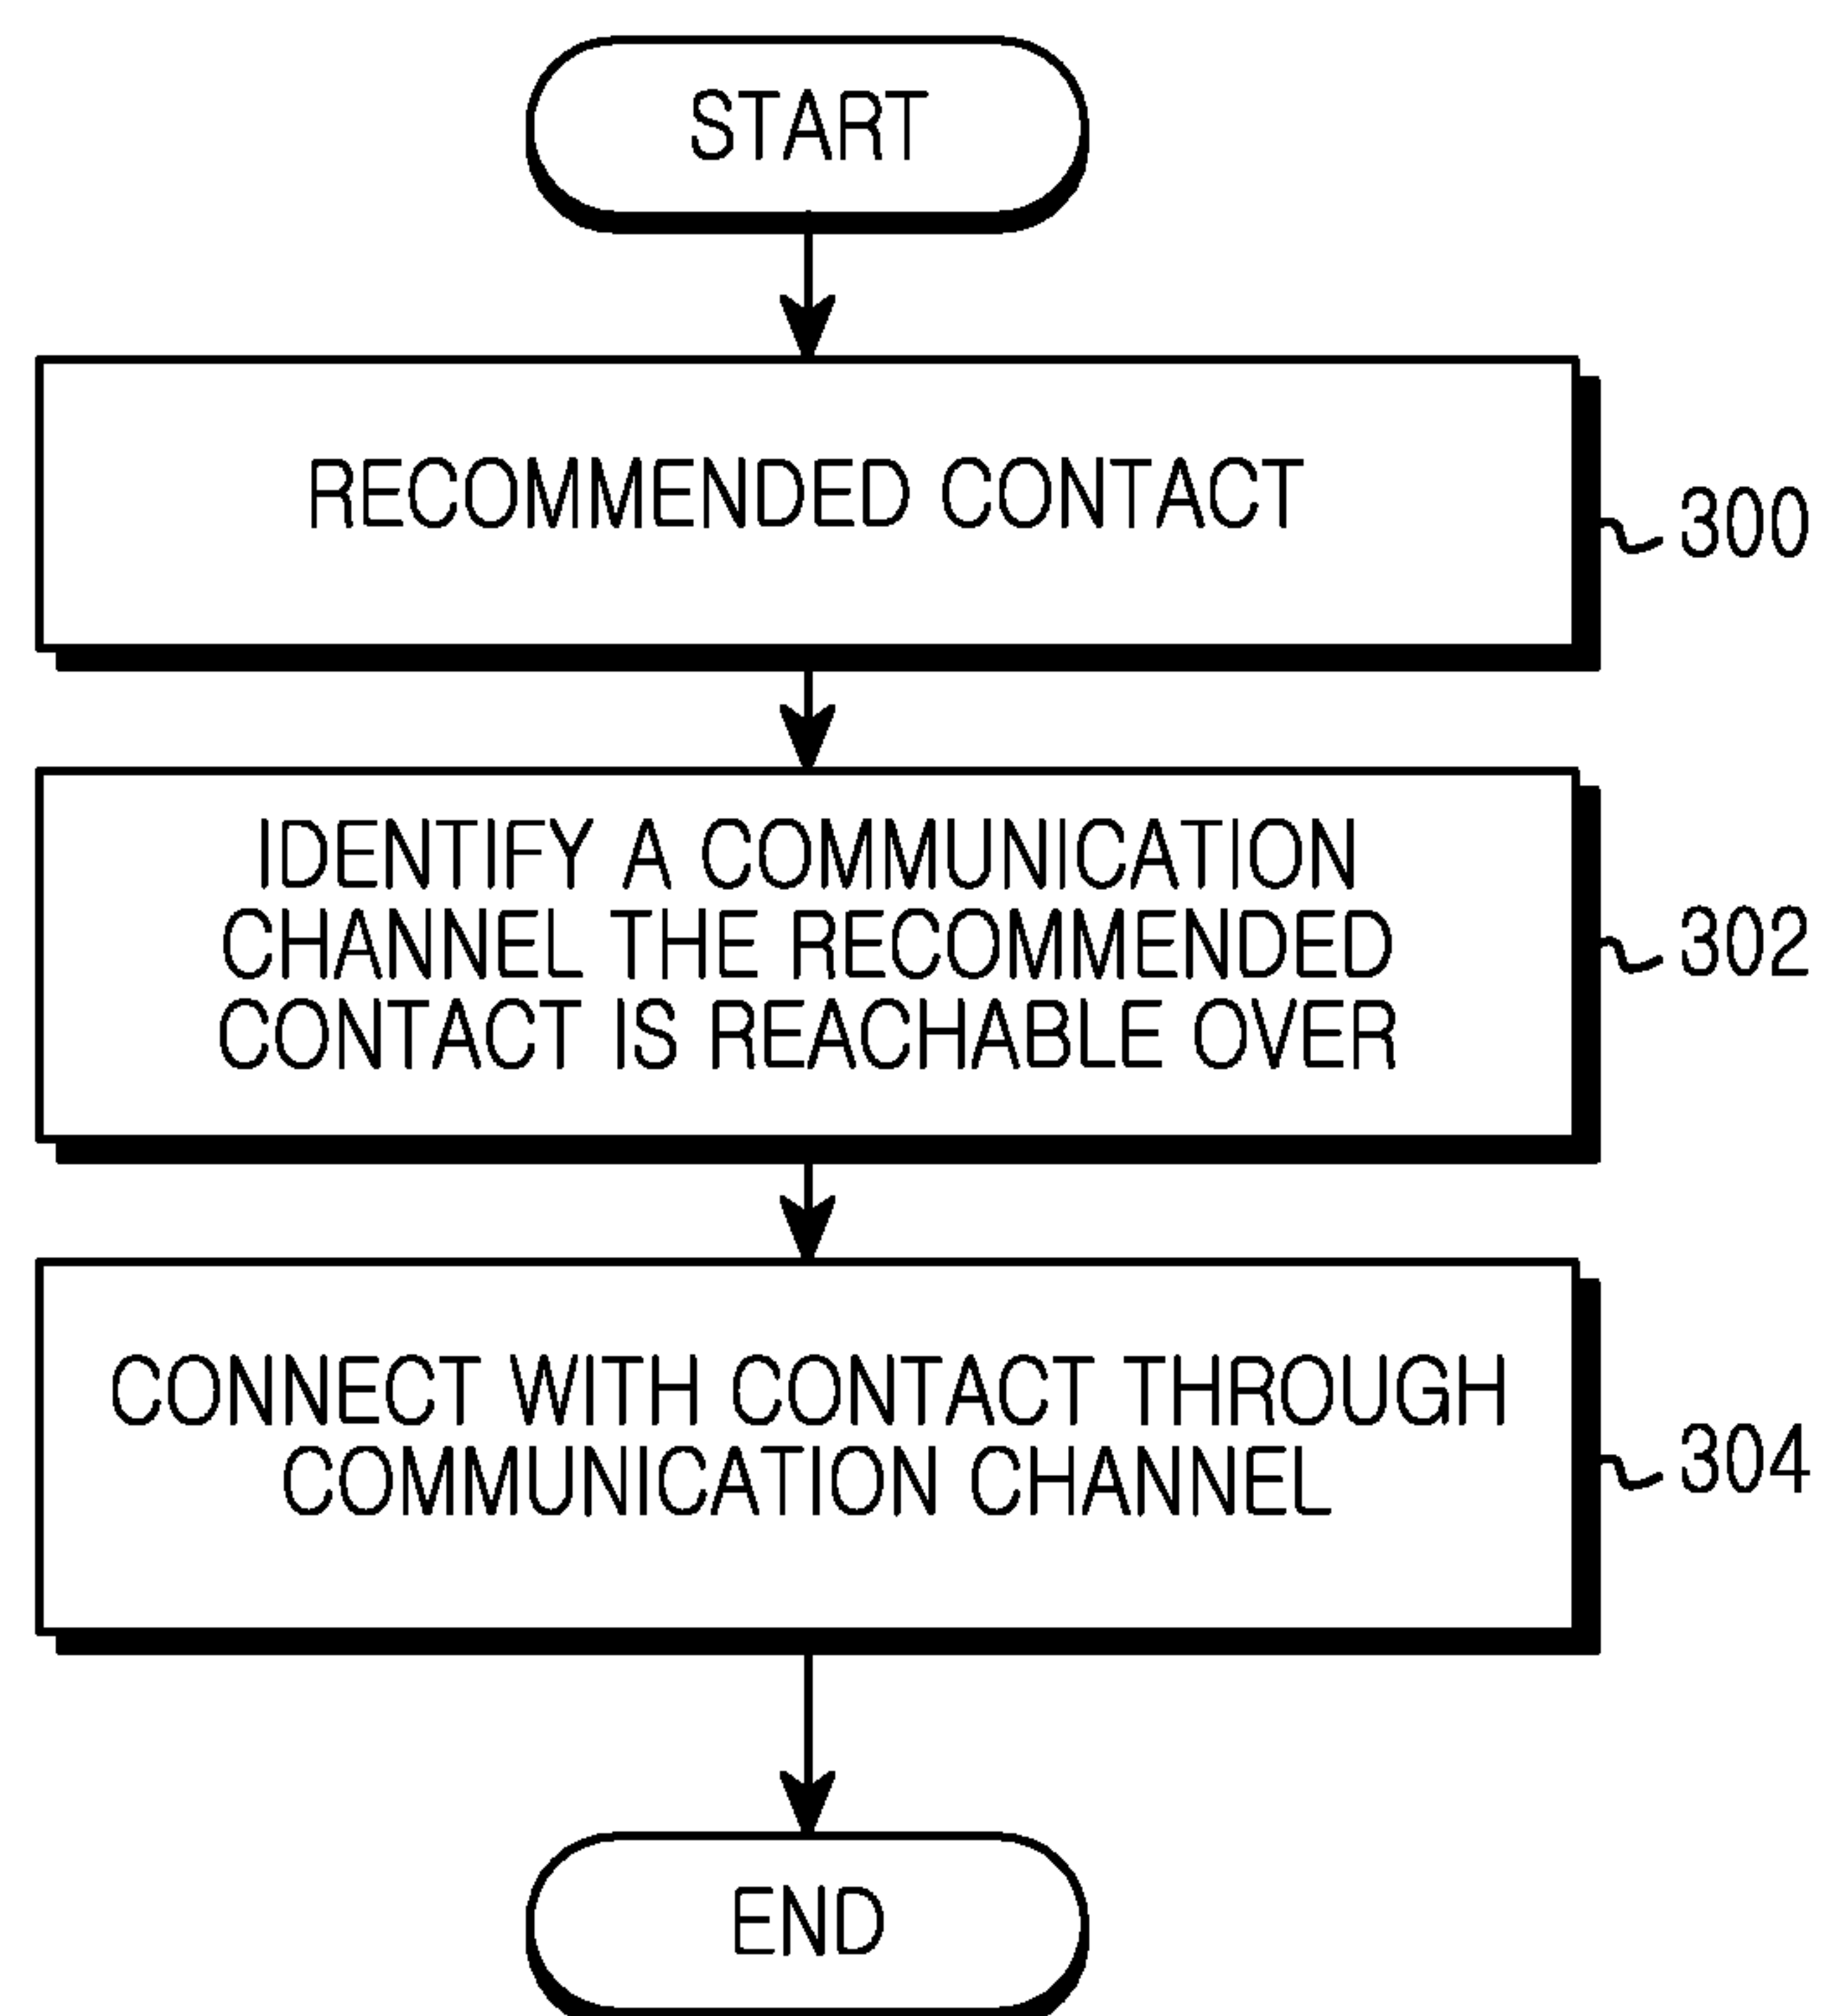 START
RECOMMENDED CONTACT
300
IDENTIFY A COMMUNICATION
CHANNEL THE RECOMMENDED
CONTACT IS REACHABLE OVER
302
CONNECT WITH CONTACT THROUGH
COMMUNICATION CHANNEL
304
END